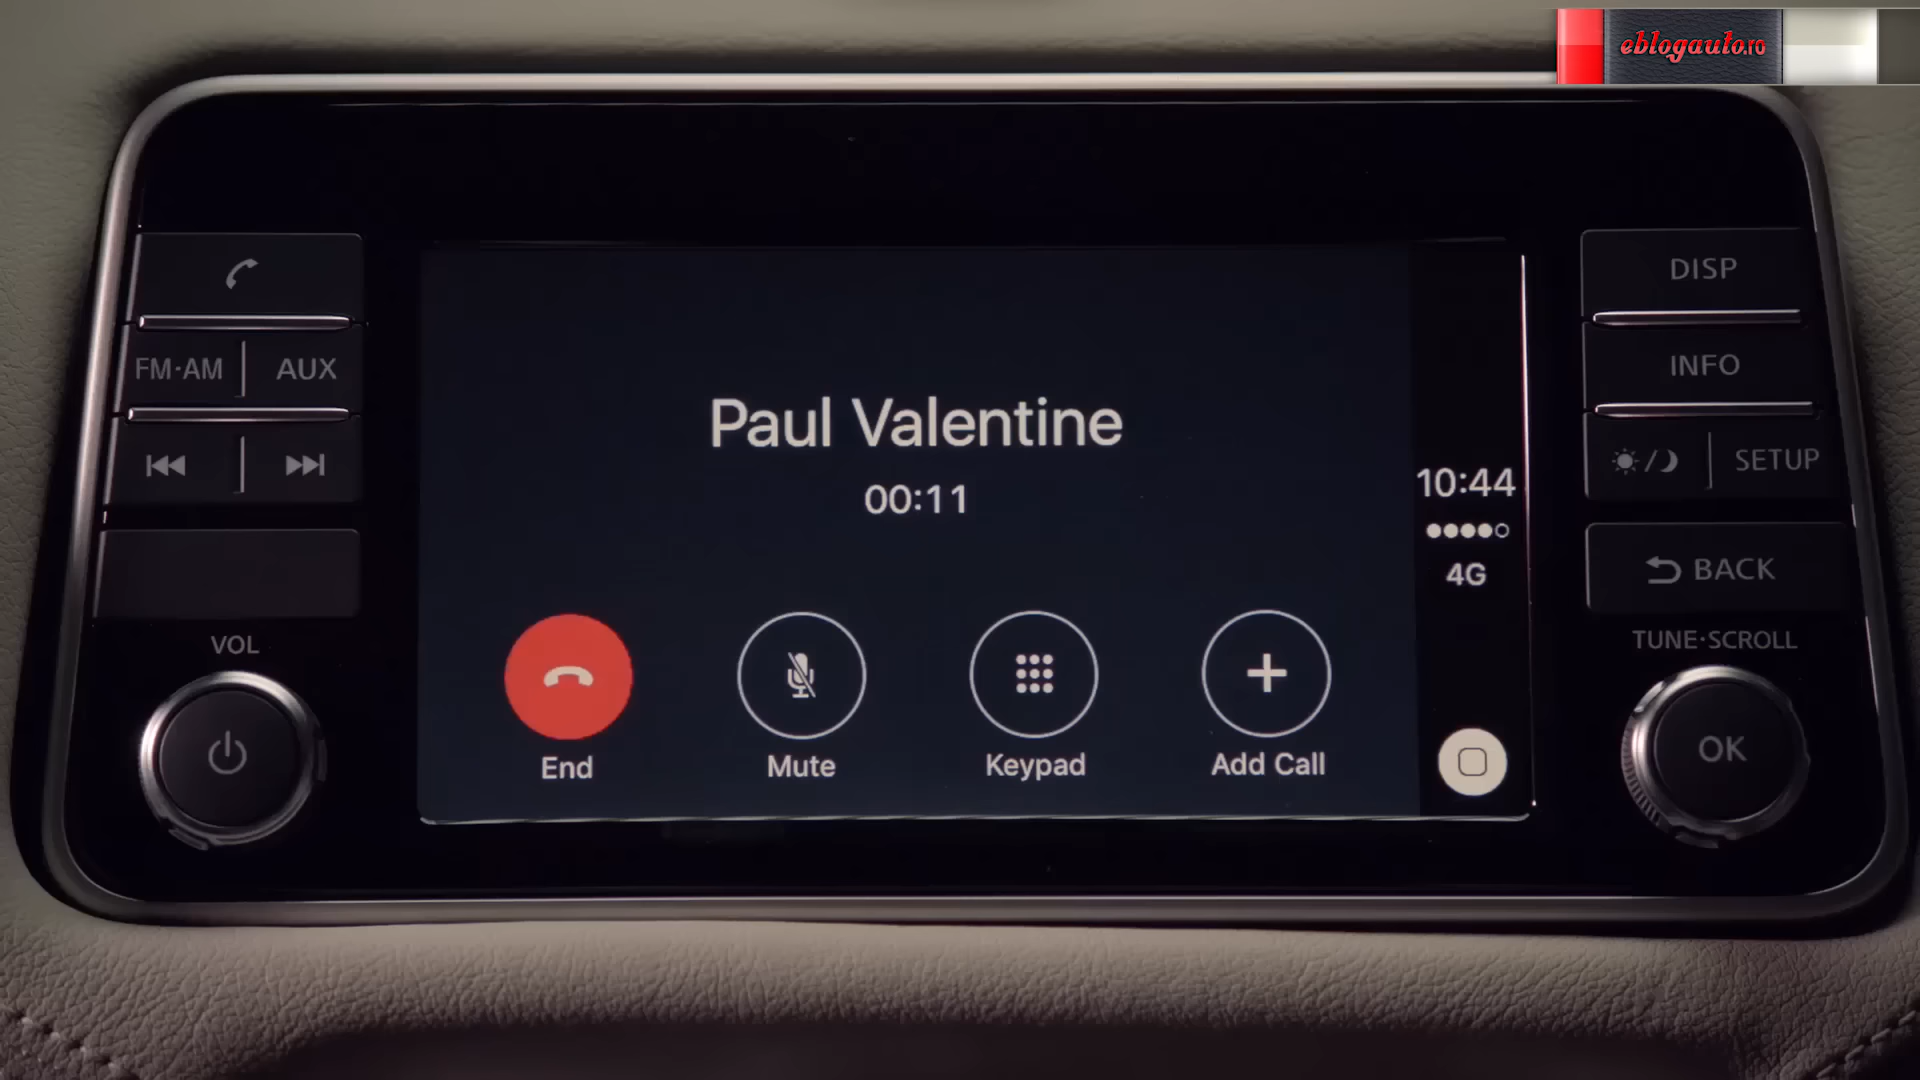 eblogauto.ro
DISP
FM·AM AUX
INFO
Paul Valentine
00:11
10:44
4G
SETUP
BACK
VOL
TUNE·SCROLL
OK
End
Mute
Keypad
Add Call